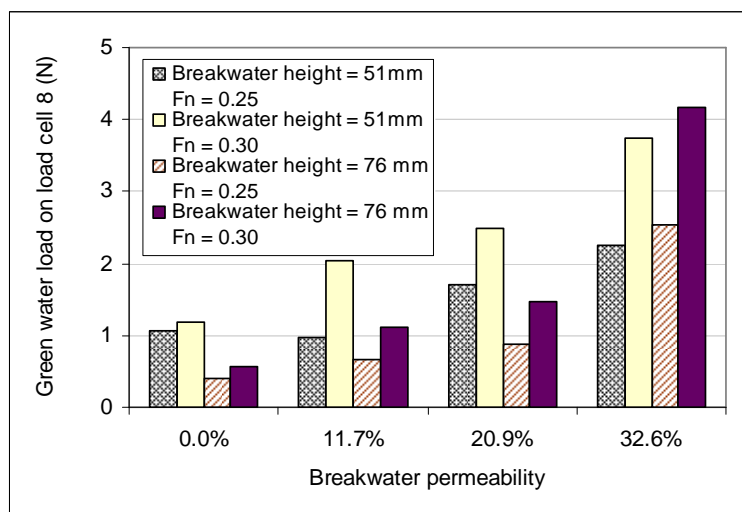 Green water load on load cell 8 (N)
5
4
3
2
1
0
Breakwater height = 51mm
Fn = 0.25
Breakwater height = 51mm
Fn = 0.30
Breakwater height = 76 mm
Fn = 0.25
Breakwater height = 76 mm
Fn = 0.30
0.0% 11.7% 20.9% 32.6%
Breakwater permeability